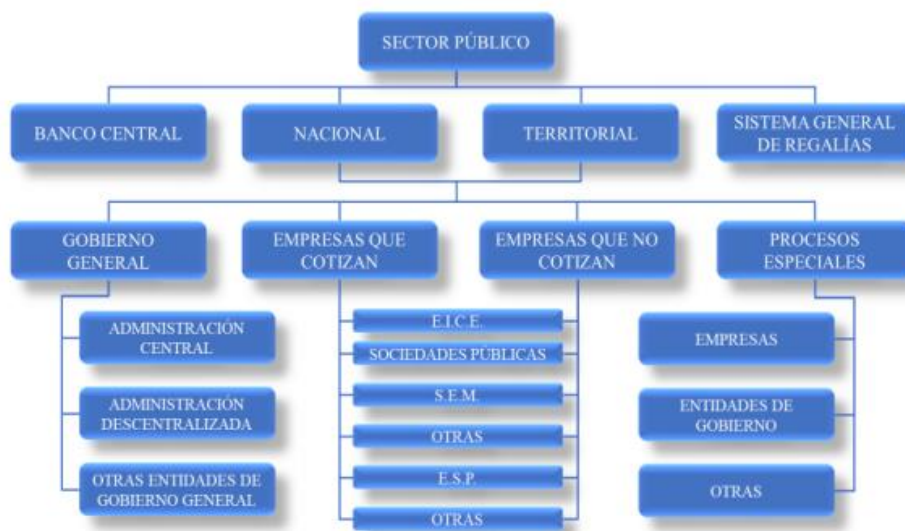 SECTOR PÚBLICO
BANCO CENTRAL
NACIONAL
TERRITORIAL
SISTEMA GENERAL
DE REGALÍAS
GOBIERNO
GENERAL
EMPRESAS QUE
COTIZAN
EMPRESAS QUE NO
COTIZAN
PROCESOS
ESPECIALES
ADMINISTRACIÓN
CENTRAL
ADMINISTRACIÓN
DESCENTRALIZADA
OTRAS ENTIDADES DE
GOBIERNO GENERAL
E.I.C.E.
SOCIEDADES PÚBLICAS
S.E.M.
OTRAS
E.S.P.
OTRAS
EMPRESAS
ENTIDADES DE
GOBIERNO
OTRAS